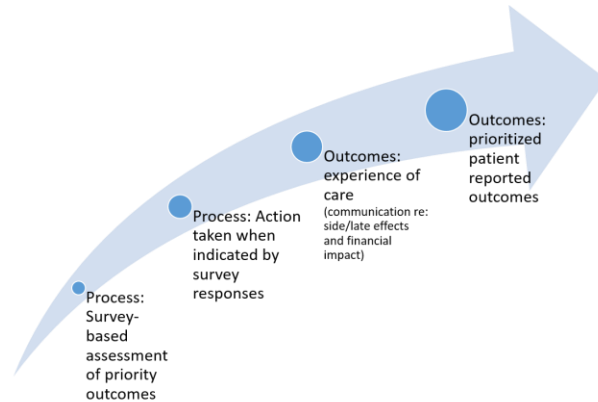 Process:
Survey-
based
assessment
of priority
outcomes
Process: Action
taken when
indicated by
survey
responses
Outcomes:
experience of
care
(communication re:
side/late effects
and financial
impact)
Outcomes:
prioritized
patient
reported
outcomes